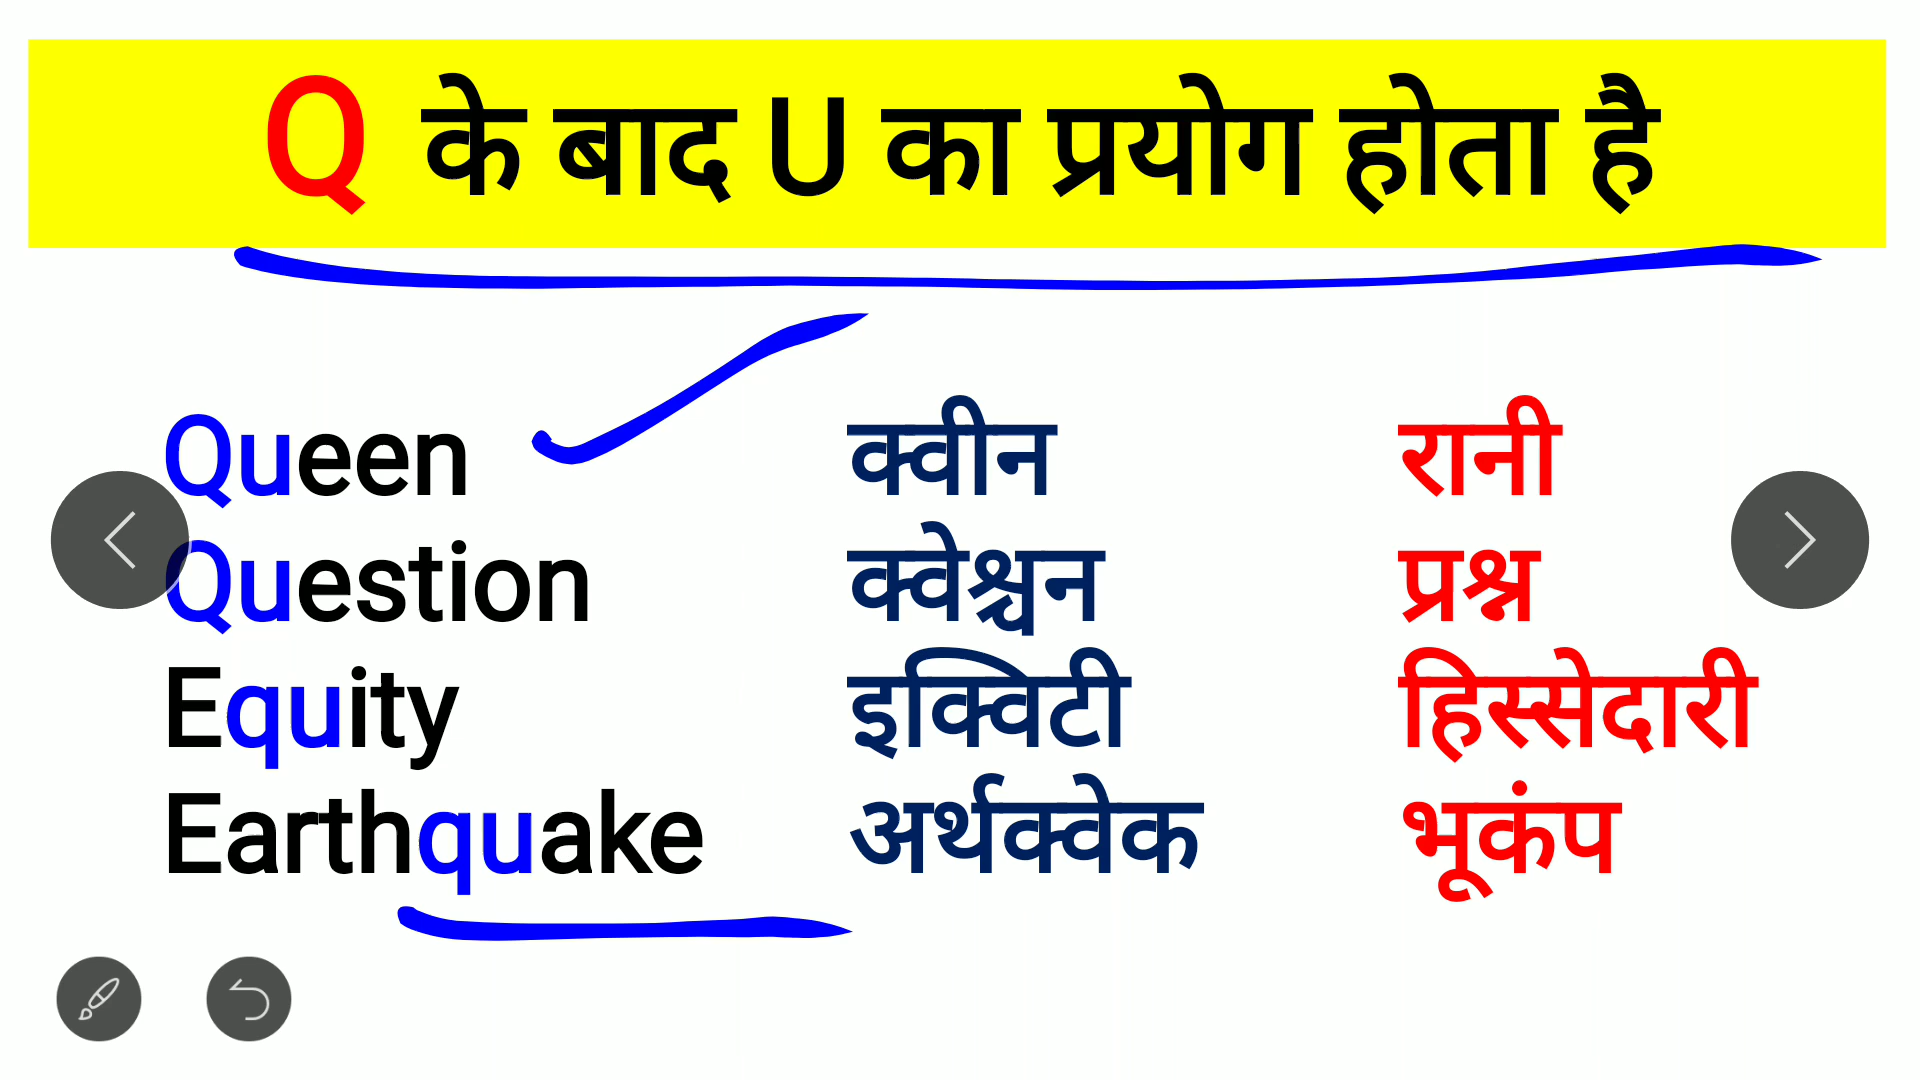 Q के बाद U का प्रयोग होता है
Queen क्वीन रानी
Question क्वेश्चन प्रश्न
Equity इक्विटी हिस्सेदारी
Earthquake अर्थक्वेक भूकंप